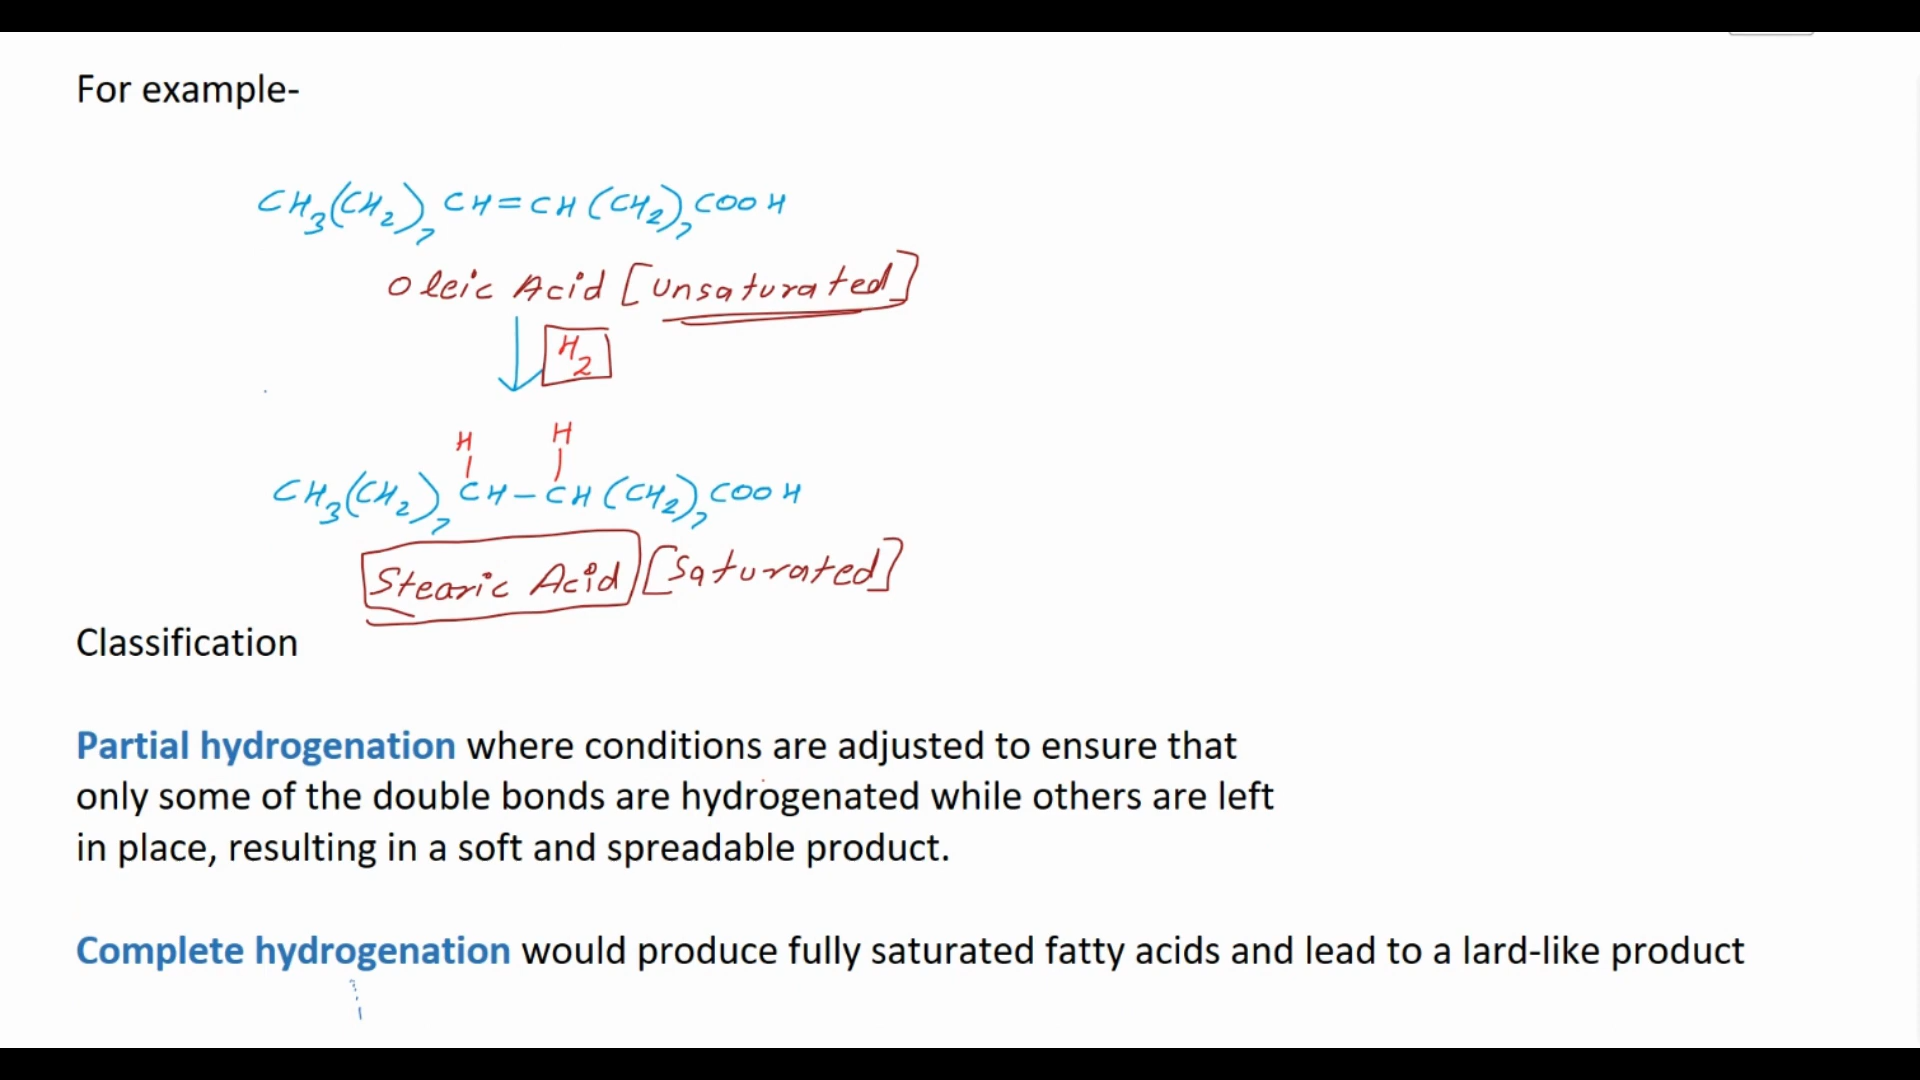 For example-
CH₃(CH₂)₇CH=CH(CH₂)₇COOH
Oleic Acid [Unsaturated]
H₂
H H
CH₃(CH₂)₇CH-CH(CH₂)₇COOH
Stearic Acid [Saturated]
Classification
Partial hydrogenation where conditions are adjusted to ensure that
only some of the double bonds are hydrogenated while others are left
in place, resulting in a soft and spreadable product.
Complete hydrogenation would produce fully saturated fatty acids and lead to a lard-like product